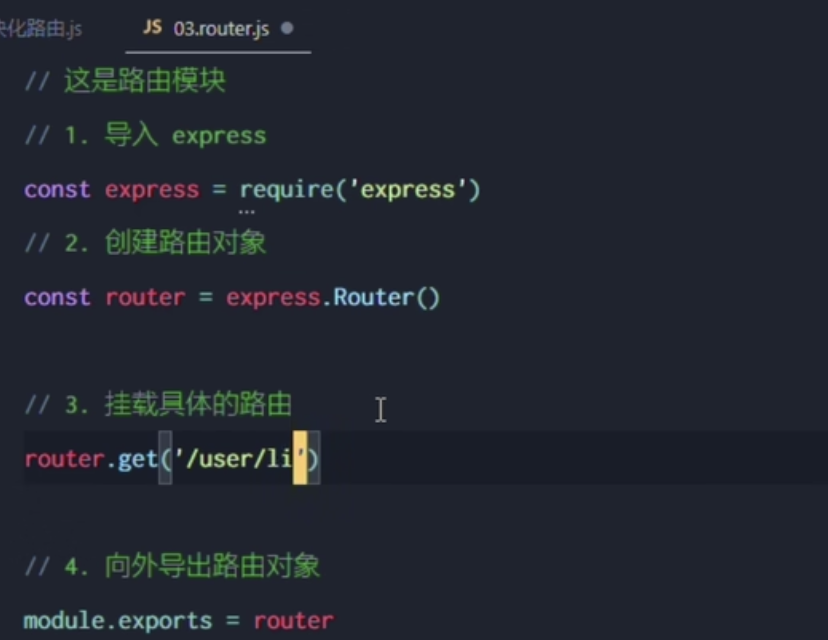 块化路由.js
JS 03.router.js
// 这是路由模块
// 1. 导入 express
const express = require('express')
// 2. 创建路由对象
const router = express.Router()
// 3. 挂载具体的路由
router.get('/user/li')
// 4. 向外导出路由对象
module.exports = router